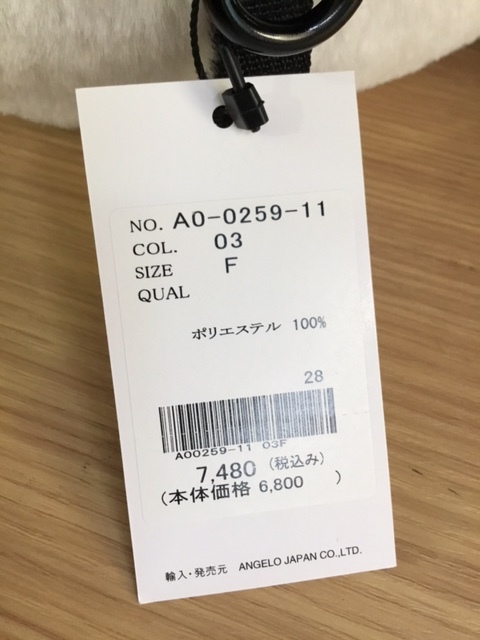 NO. A0-0259-11
COL. 03
SIZE F
QUAL
ポリエステル 100%
28
A00259-11 03F
7,480 (税込み)
(本体価格 6,800 )
輸入・発売元 ANGELO JAPAN CO.,LTD.